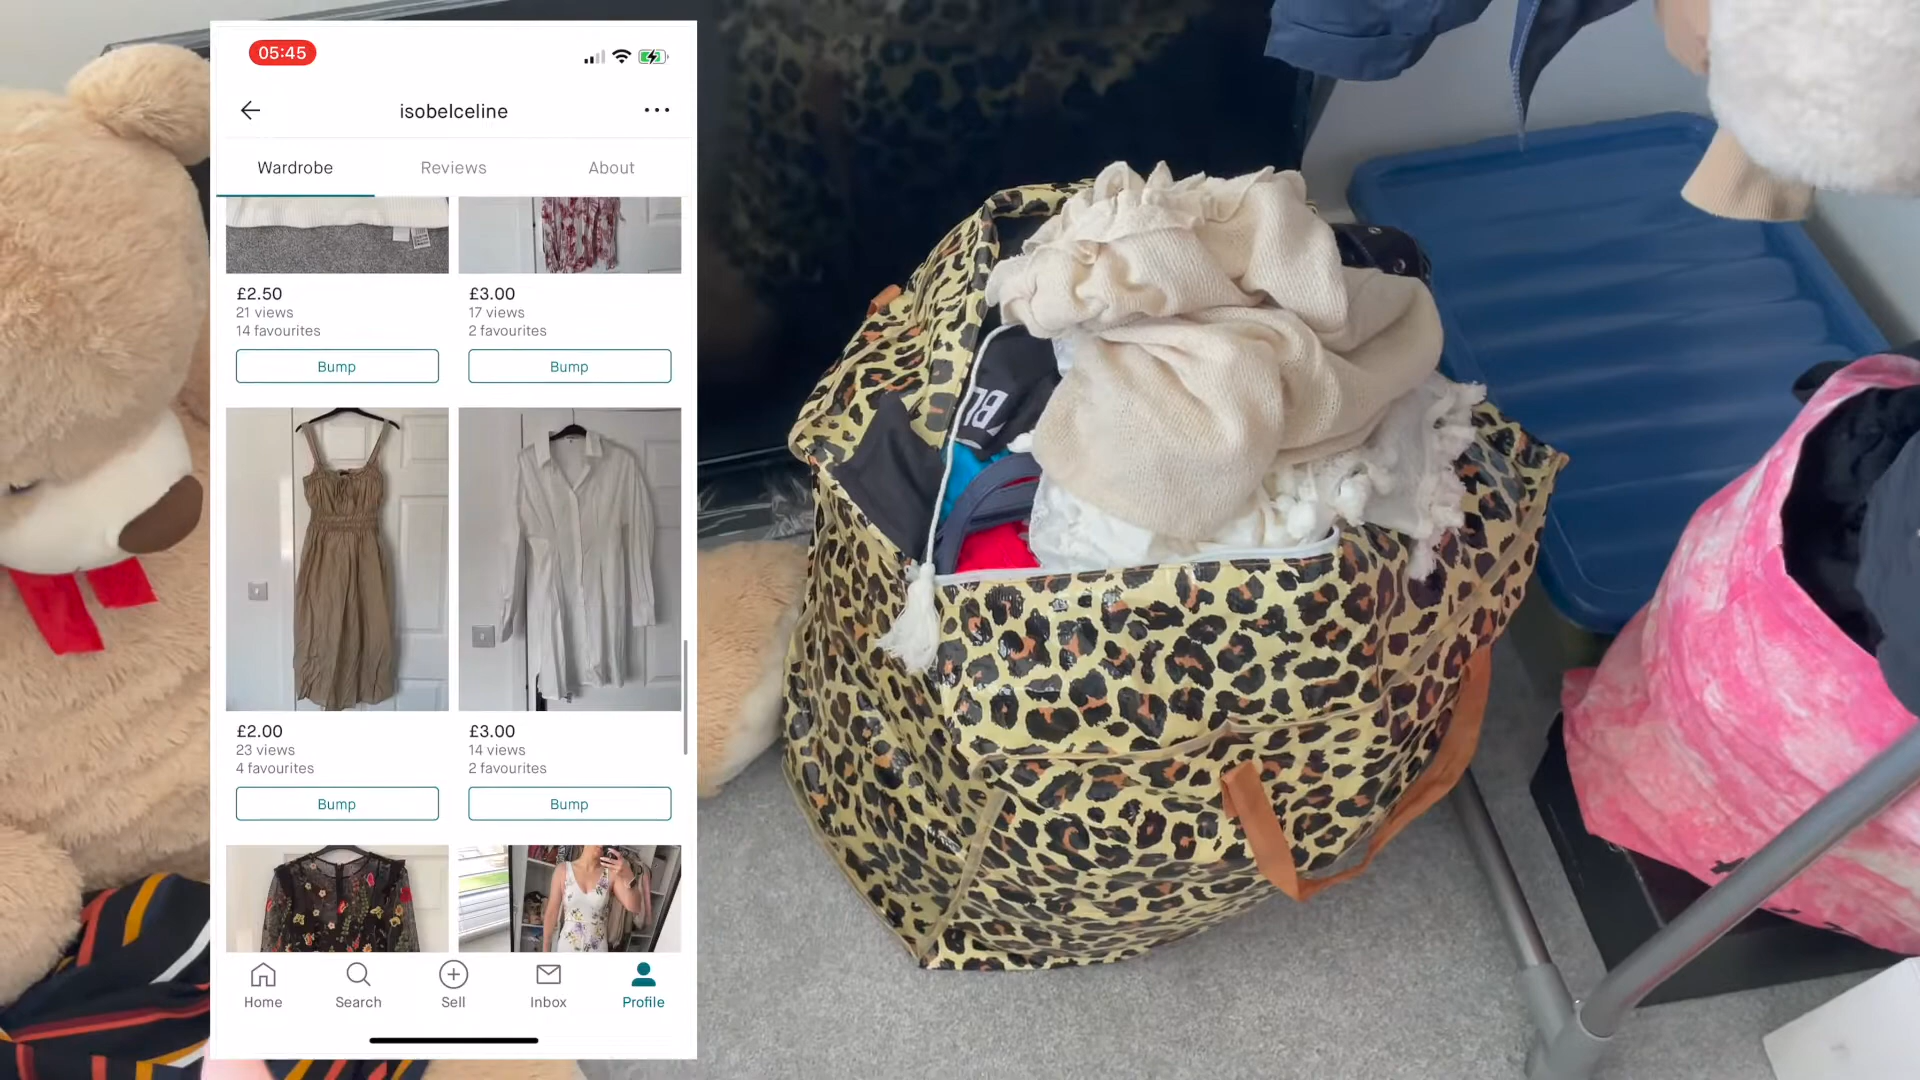 05:45
isobelceline
Wardrobe Reviews About
£2.50 £3.00
21 views 17 views
14 favourites 2 favourites
Bump Bump
£2.00 £3.00
23 views 14 views
4 favourites 2 favourites
Bump Bump
Home Search Sell Inbox Profile